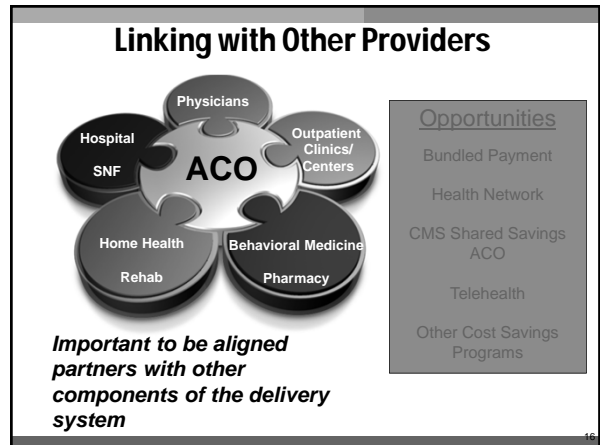 Linking with Other Providers
Physicians
Hospital
SNF
Outpatient
Clinics/
Centers
ACO
Home Health
Rehab
Behavioral Medicine
Pharmacy
Important to be aligned
partners with other
components of the delivery
system
Opportunities
Bundled Payment
Health Network
CMS Shared Savings
ACO
Telehealth
Other Cost Savings
Programs
16